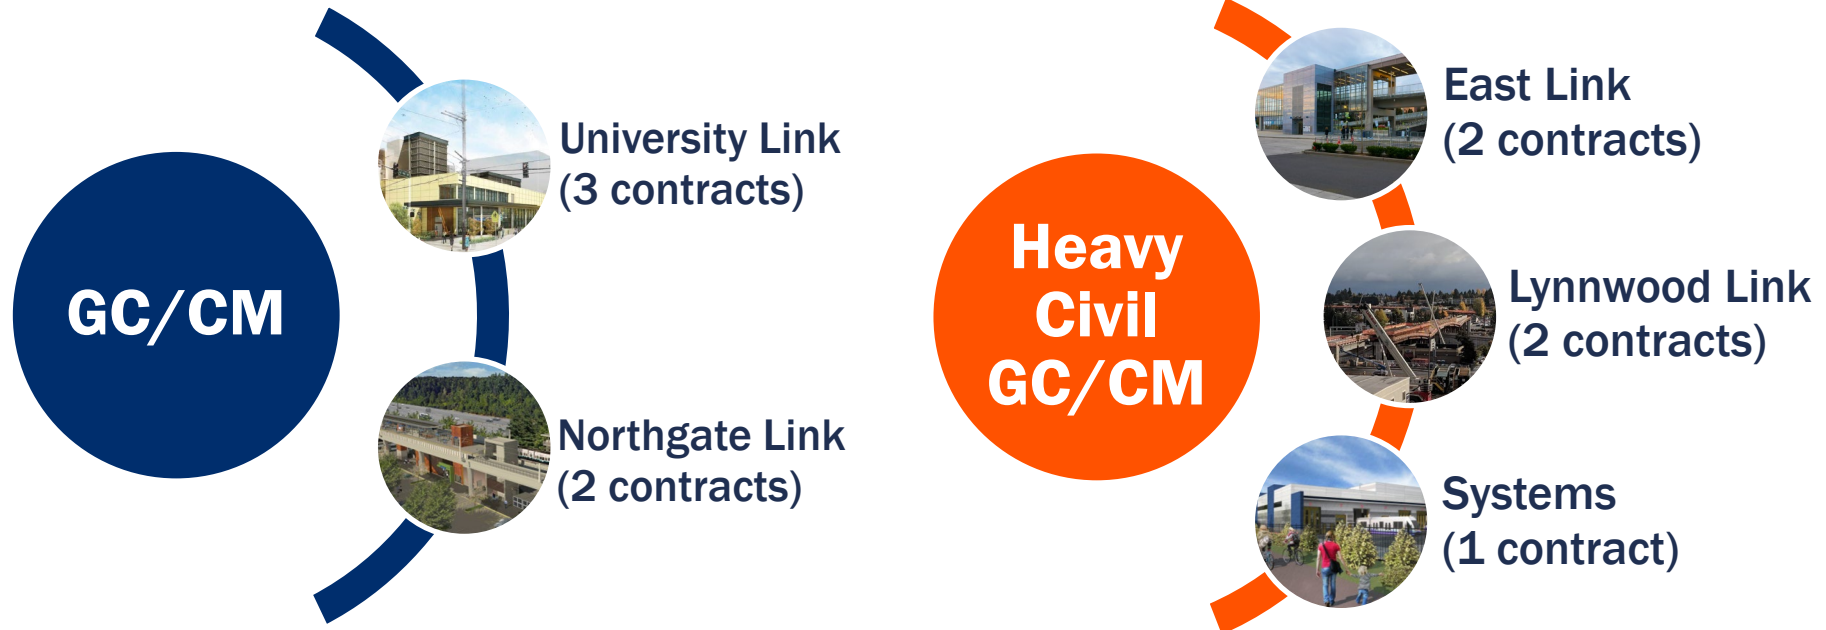 GC/CM
University Link
(3 contracts)
Northgate Link
(2 contracts)
Heavy
Civil
GC/CM
East Link
(2 contracts)
Lynnwood Link
(2 contracts)
Systems
(1 contract)